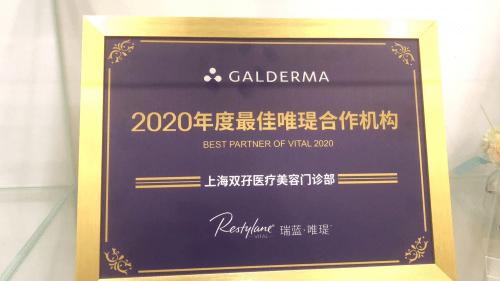 GALDERMA
2020年度最佳唯瑅合作机构
BEST PARTNER OF VITAL 2020
上海双孖医疗美容门诊部
Restylane VITAL 瑞蓝·唯瑅